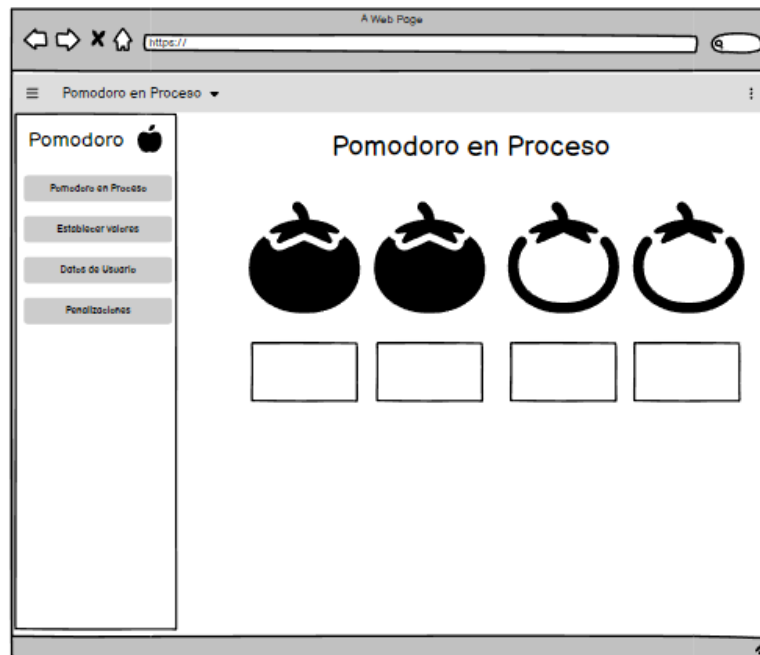 A Web Page
https://
Pomodoro en Proceso
Pomodoro
Pomodoro en Proceso
Pomodoro en Proceso
Establecer valores
Datos de Usuario
Penalizaciones